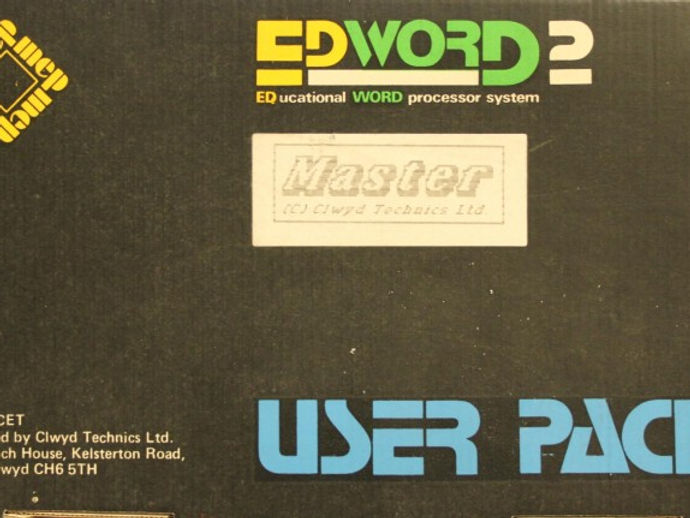 EDWORD 2
EDucational WORD processor system
Master
(C) Clwyd Technics Ltd
CET
d by Clwyd Technics Ltd.
ch House, Kelsterton Road,
wyd CH6 5TH
USER PAC